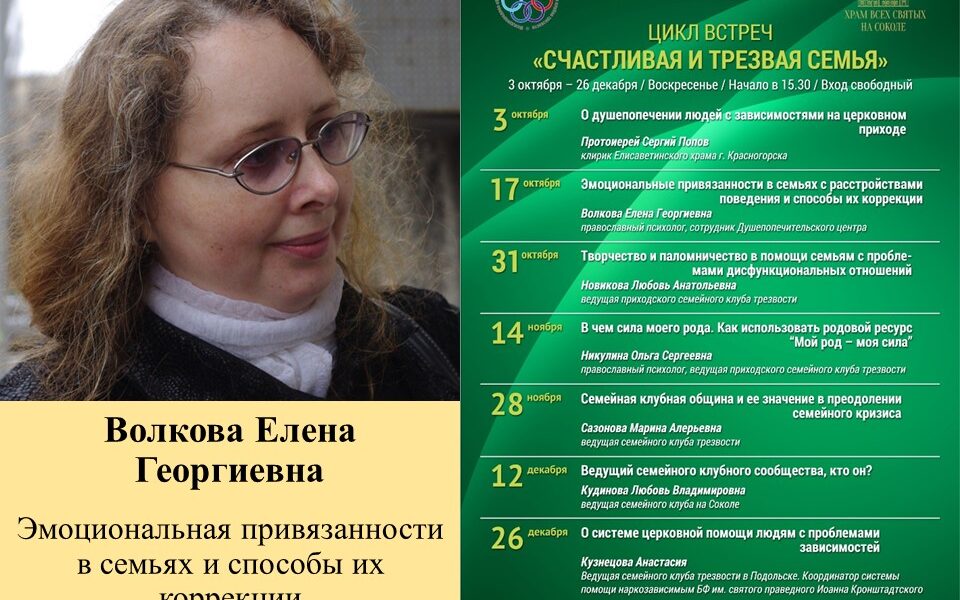 Волкова Елена
Георгиевна
Эмоциональная привязанности
в семьях и способы их
коррекции
ХРАМ ВСЕХ СВЯТЫХ
НА СОКОЛЕ
ЦИКЛ ВСТРЕЧ
«СЧАСТЛИВАЯ И ТРЕЗВАЯ СЕМЬЯ»
3 октября – 26 декабря / Воскресенье / Начало в 15.30 / Вход свободный
3 октября
О душепопечении людей с зависимостями на церковном
приходе
Протоиерей Сергий Попов
клирик Елисаветинского храма г. Красногорска
17 октября
Эмоциональные привязанности в семьях с расстройствами
поведения и способы их коррекции
Волкова Елена Георгиевна
православный психолог, сотрудник Душепопечительского центра
31 октября
Творчество и паломничество в помощи семьям с пробле-
мами дисфункциональных отношений
Новикова Любовь Анатольевна
ведущая приходского семейного клуба трезвости
14 ноября
В чем сила моего рода. Как использовать родовой ресурс
"Мой род – моя сила"
Никулина Ольга Сергеевна
православный психолог, ведущая приходского семейного клуба трезвости
28 ноября
Семейная клубная община и ее значение в преодолении
семейного кризиса
Сазонова Марина Алерьевна
ведущая семейного клуба трезвости
12 декабря
Ведущий семейного клубного сообщества, кто он?
Кудинова Любовь Владимировна
ведущая семейного клуба на Соколе
26 декабря
О системе церковной помощи людям с проблемами
зависимостей
Кузнецова Анастасия
Ведущая семейного клуба трезвости в Подольске. Координатор системы
помощи наркозависимым БФ им. святого праведного Иоанна Кронштадтского